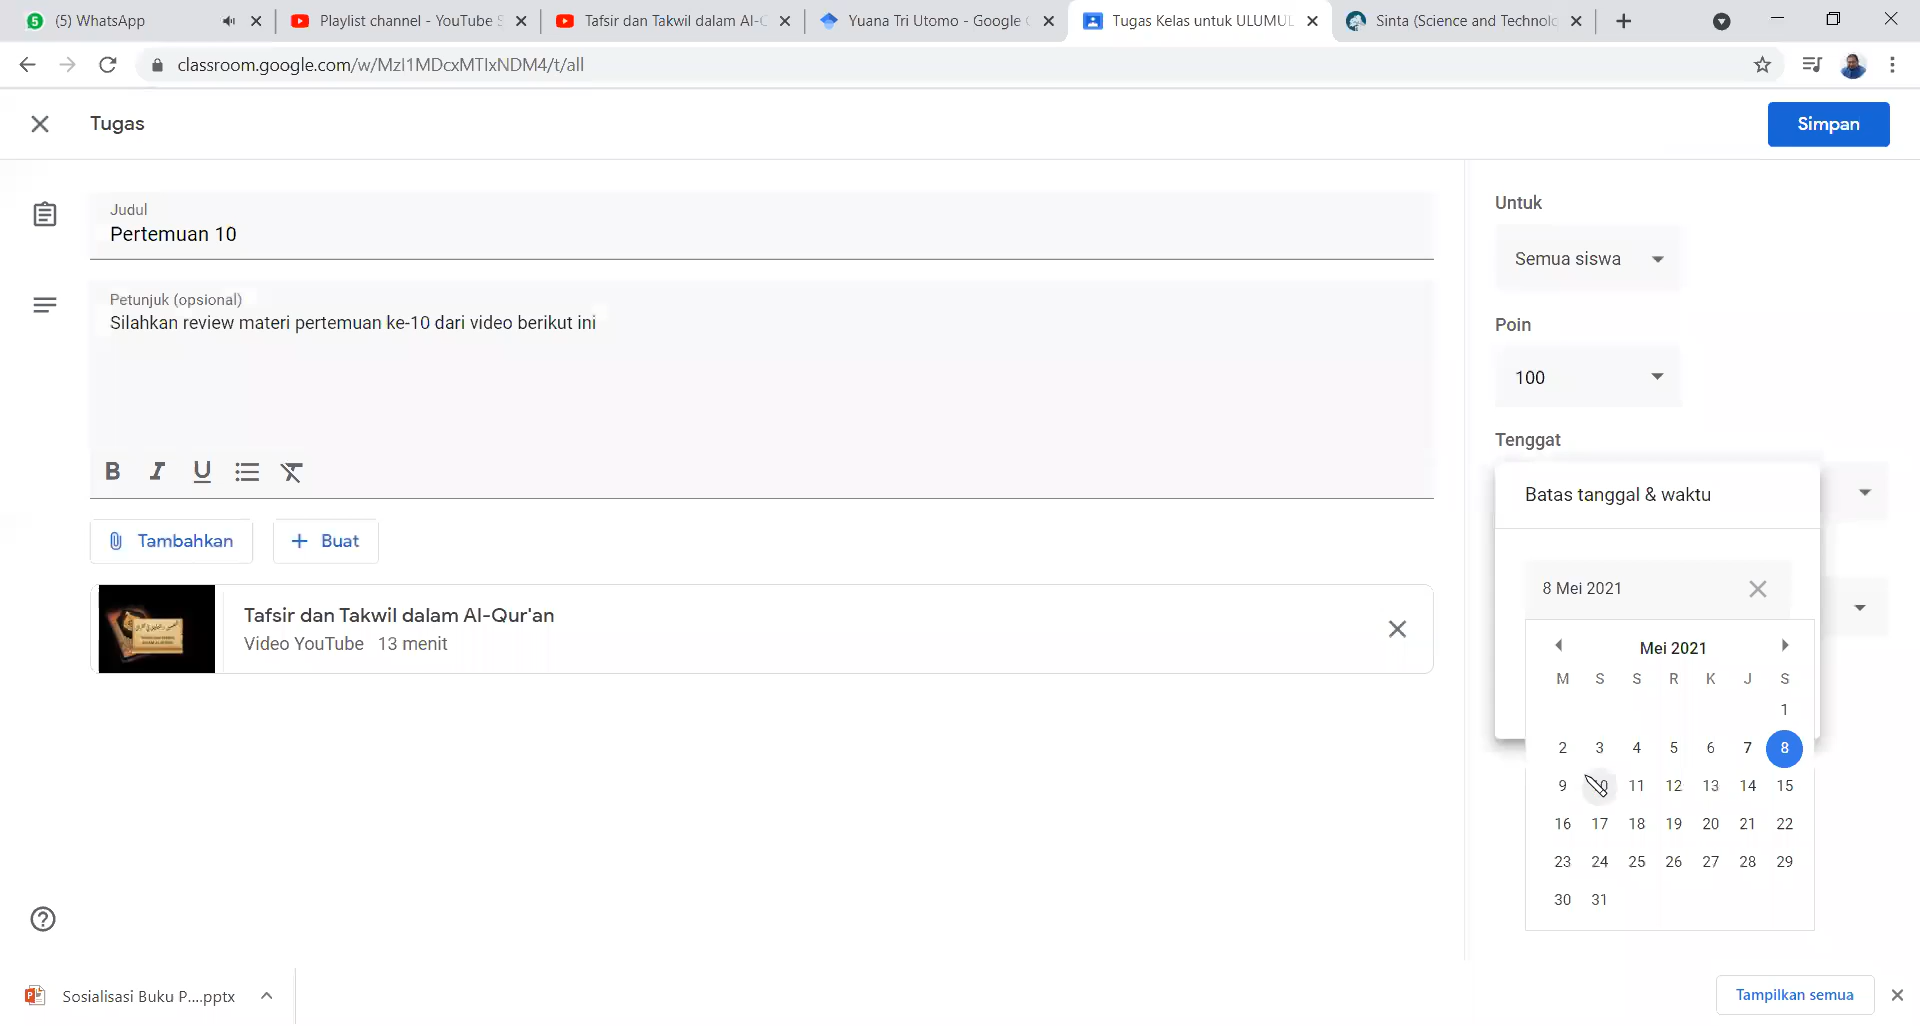 (5) WhatsApp
Playlist channel - YouTube S
Tafsir dan Takwil dalam Al-Q
Yuana Tri Utomo - Google
Tugas Kelas untuk ULUMUL
Sinta (Science and Technolo
classroom.google.com/w/MzI1MDcxMTIxNDM4/t/all
Tugas
Simpan
Judul
Pertemuan 10
Petunjuk (opsional)
Silahkan review materi pertemuan ke-10 dari video berikut ini
B I U
Tambahkan
Buat
Tafsir dan Takwil dalam Al-Qur'an
Video YouTube 13 menit
Untuk
Semua siswa
Poin
100
Tenggat
Batas tanggal & waktu
8 Mei 2021
Mei 2021
M S S R K J S
1
2 3 4 5 6 7 8
9 10 11 12 13 14 15
16 17 18 19 20 21 22
23 24 25 26 27 28 29
30 31
Sosialisasi Buku P....pptx
Tampilkan semua